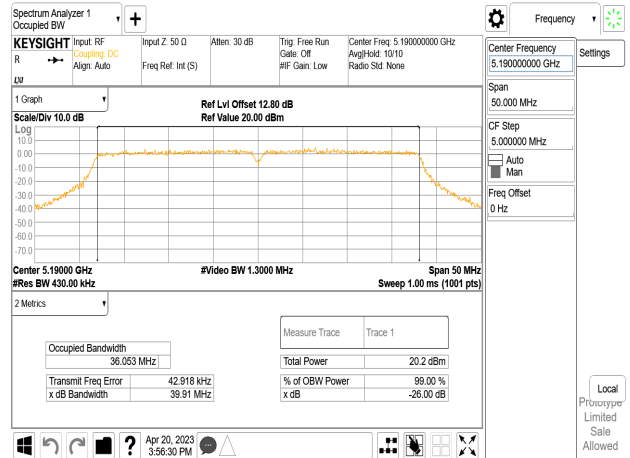 Spectrum Analyzer 1
Occupied BW
Frequency
KEYSIGHT
R
Input: RF
Coupling: DC
Align: Auto
Input Z: 50 Ω
Freq Ref: Int (S)
Atten: 30 dB
Trig: Free Run
Gate: Off
#IF Gain: Low
Center Freq: 5.190000000 GHz
Avg|Hold: 10/10
Radio Std: None
Center Frequency
5.190000000 GHz
Settings
Span
50.000 MHz
CF Step
5.000000 MHz
Auto
Man
Freq Offset
0 Hz
1 Graph
Scale/Div 10.0 dB
Ref Lvl Offset 12.80 dB
Ref Value 20.00 dBm
Log
10.0
0.00
-10.0
-20.0
-30.0
-40.0
-50.0
-60.0
-70.0
Center 5.19000 GHz
#Video BW 1.3000 MHz
Span 50 MHz
#Res BW 430.00 kHz
Sweep 1.00 ms (1001 pts)
2 Metrics
Measure Trace Trace 1
Occupied Bandwidth
36.053 MHz
Total Power 20.2 dBm
Transmit Freq Error 42.918 kHz
% of OBW Power 99.00 %
x dB Bandwidth 39.91 MHz
x dB -26.00 dB
Local
Prototype
Limited
Sale
Allowed
?
Apr 20, 2023
3:56:30 PM